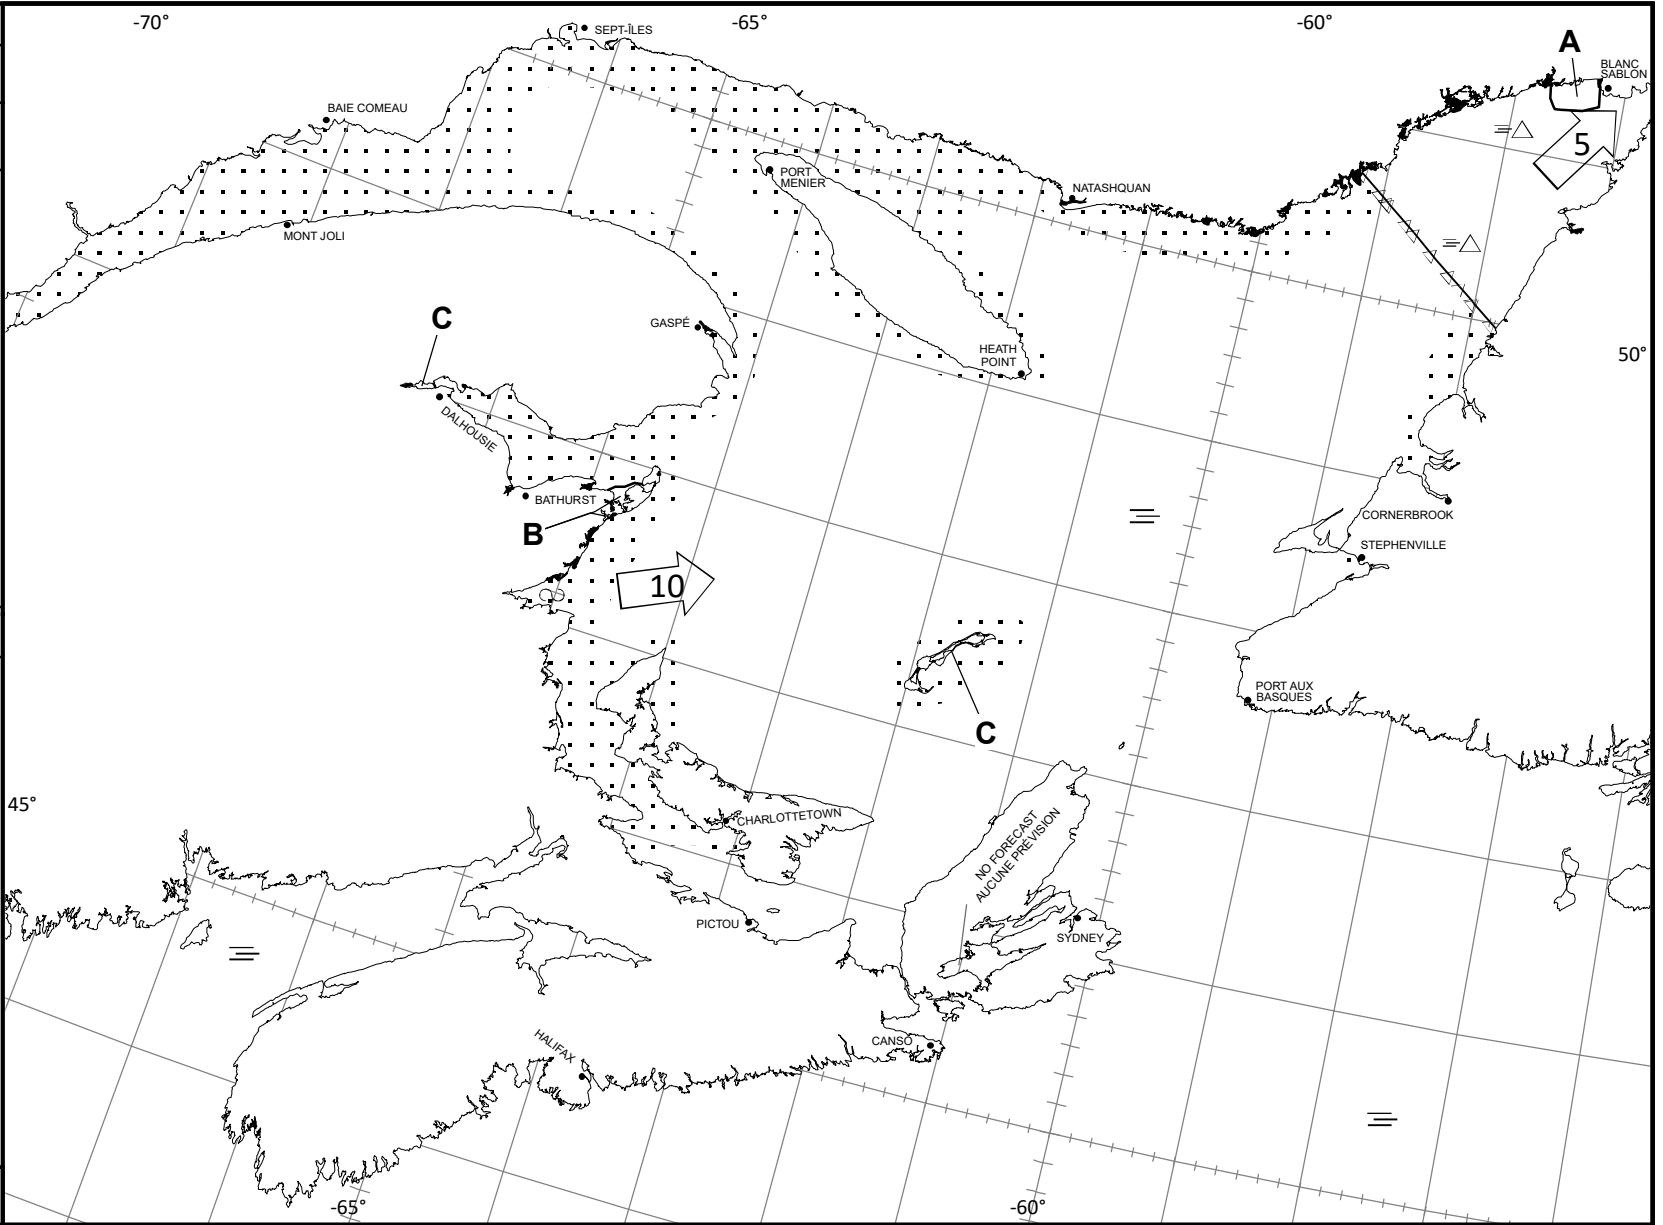 -70°
-65°
-60°
SEPT-ÎLES
A
BLANC
SABLON
BAIE COMEAU
5
PORT
MENIER
NATASHQUAN
MONT JOLI
C
GASPÉ
HEATH
POINT
50°
DALHOUSIE
BATHURST
B
CORNERBROOK
STEPHENVILLE
10
PORT AUX
BASQUES
C
45°
CHARLOTTETOWN
NO FORECAST
AUCUNE PRÉVISION
PICTOU
SYDNEY
CANSO
HALIFAX
-65°
-60°